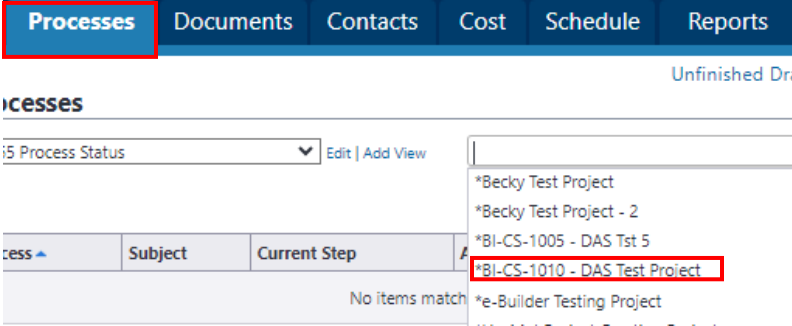 Processes Documents Contacts Cost Schedule Reports
Unfinished Dra
ocesses
55 Process Status Edit | Add View
*Becky Test Project
*Becky Test Project - 2
*BI-CS-1005 - DAS Tst 5
cess Subject Current Step A
*BI-CS-1010 - DAS Test Project
No items match
*e-Builder Testing Project